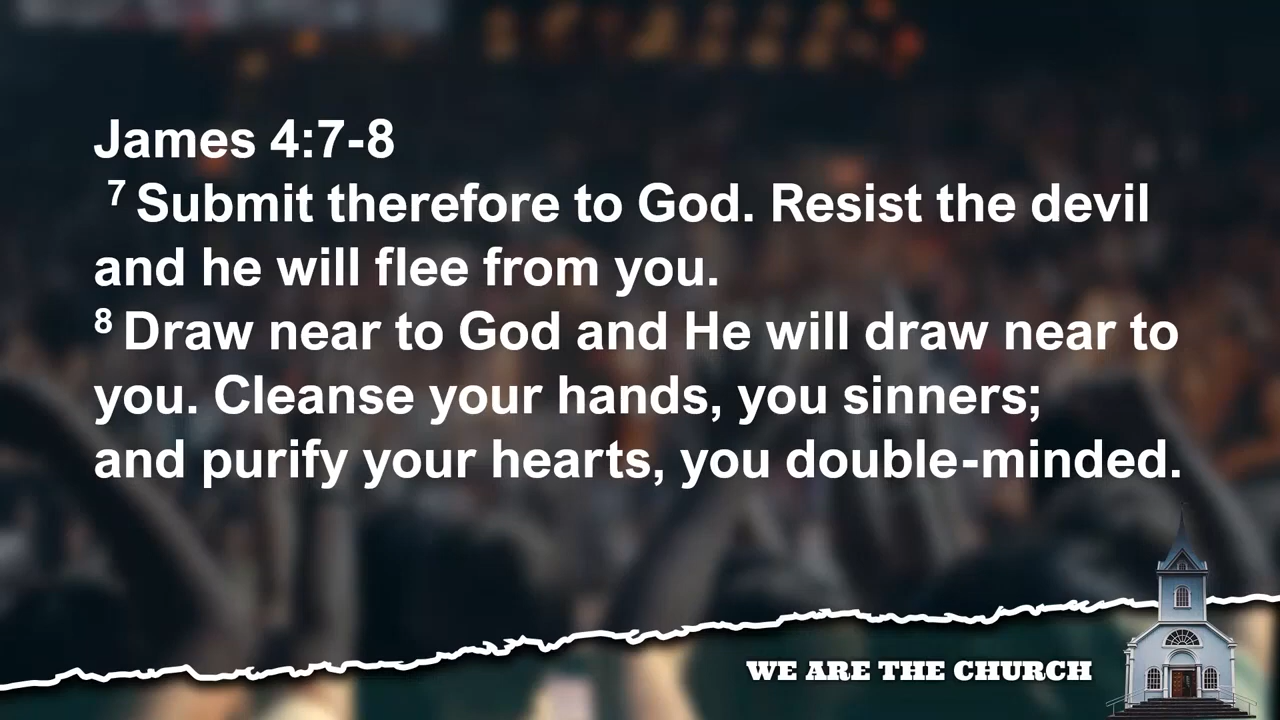 James 4:7-8
7 Submit therefore to God. Resist the devil
and he will flee from you.
8 Draw near to God and He will draw near to
you. Cleanse your hands, you sinners;
and purify your hearts, you double-minded.
WE ARE THE CHURCH